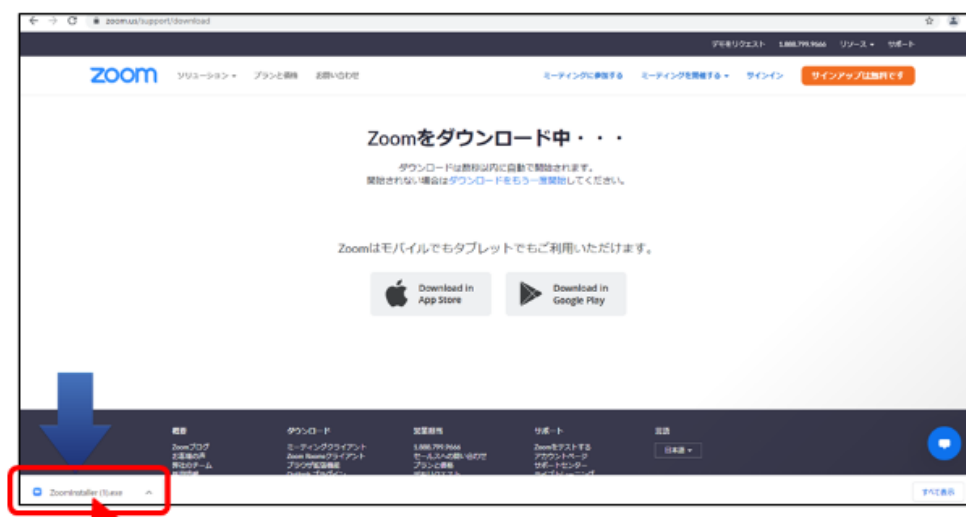 zoom.us/support/download
デモをリクエスト 1.888.799.9666 リソース サポート
zoom ソリューション プランと価格 お問い合わせ ミーティングに参加する ミーティングを開催する サインイン サインアップは無料です
Zoomをダウンロード中・・・
ダウンロードは数秒以内に自動で開始されます。
開始されない場合はダウンロードをもう一度開始してください。
Zoomはモバイルでもタブレットでもご利用いただけます。
Download in
App Store
Download in
Google Play
概要 ダウンロード 営業担当 サポート 言語
Zoomブログ ミーティングクライアント 1.888.799.9666 Zoomをテストする
お客様の声 Zoom Roomsクライアント セールスへの問い合わせ アカウントページ 日本語
弊社のチーム ブラウザ拡張機能 プランと価格 サポートセンター
ZoomInstaller (1).exe すべて表示